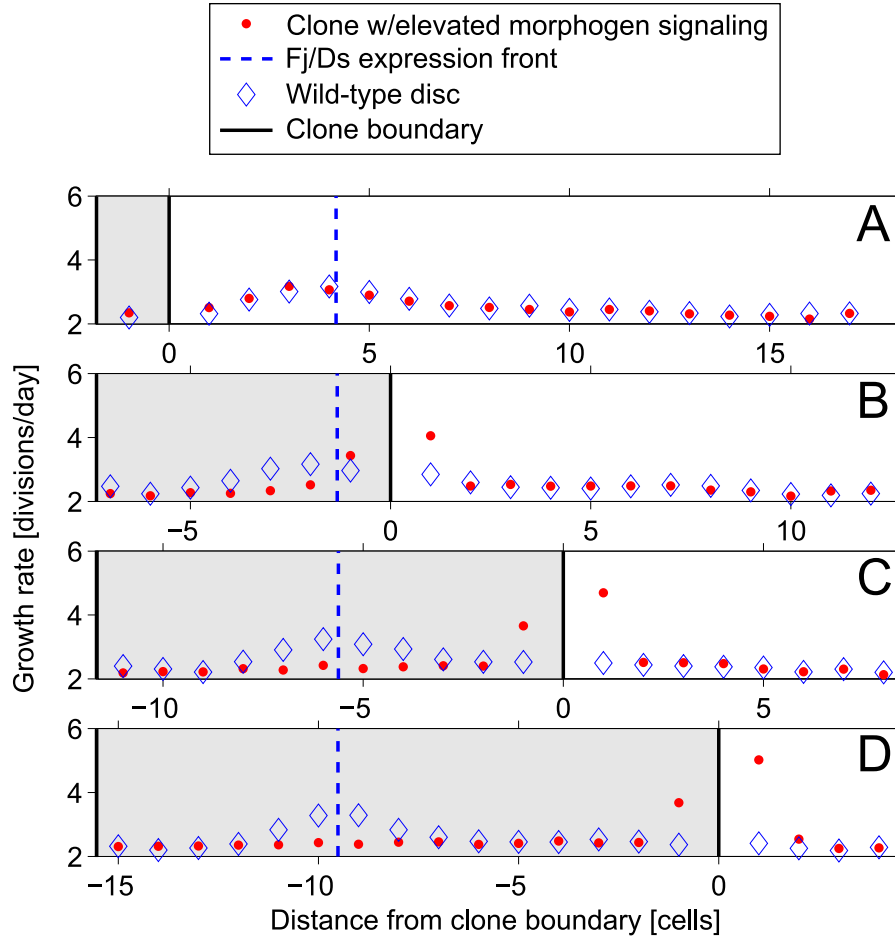 Clone w/elevated morphogen signaling
Fj/Ds expression front
Wild-type disc
Clone boundary
6
4
2
A
0 5 10 15
6
4
2
B
−5 0 5 10
6
4
2
C
−10 −5 0 5
6
4
2
D
−15 −10 −5 0
Growth rate [divisions/day]
Distance from clone boundary [cells]